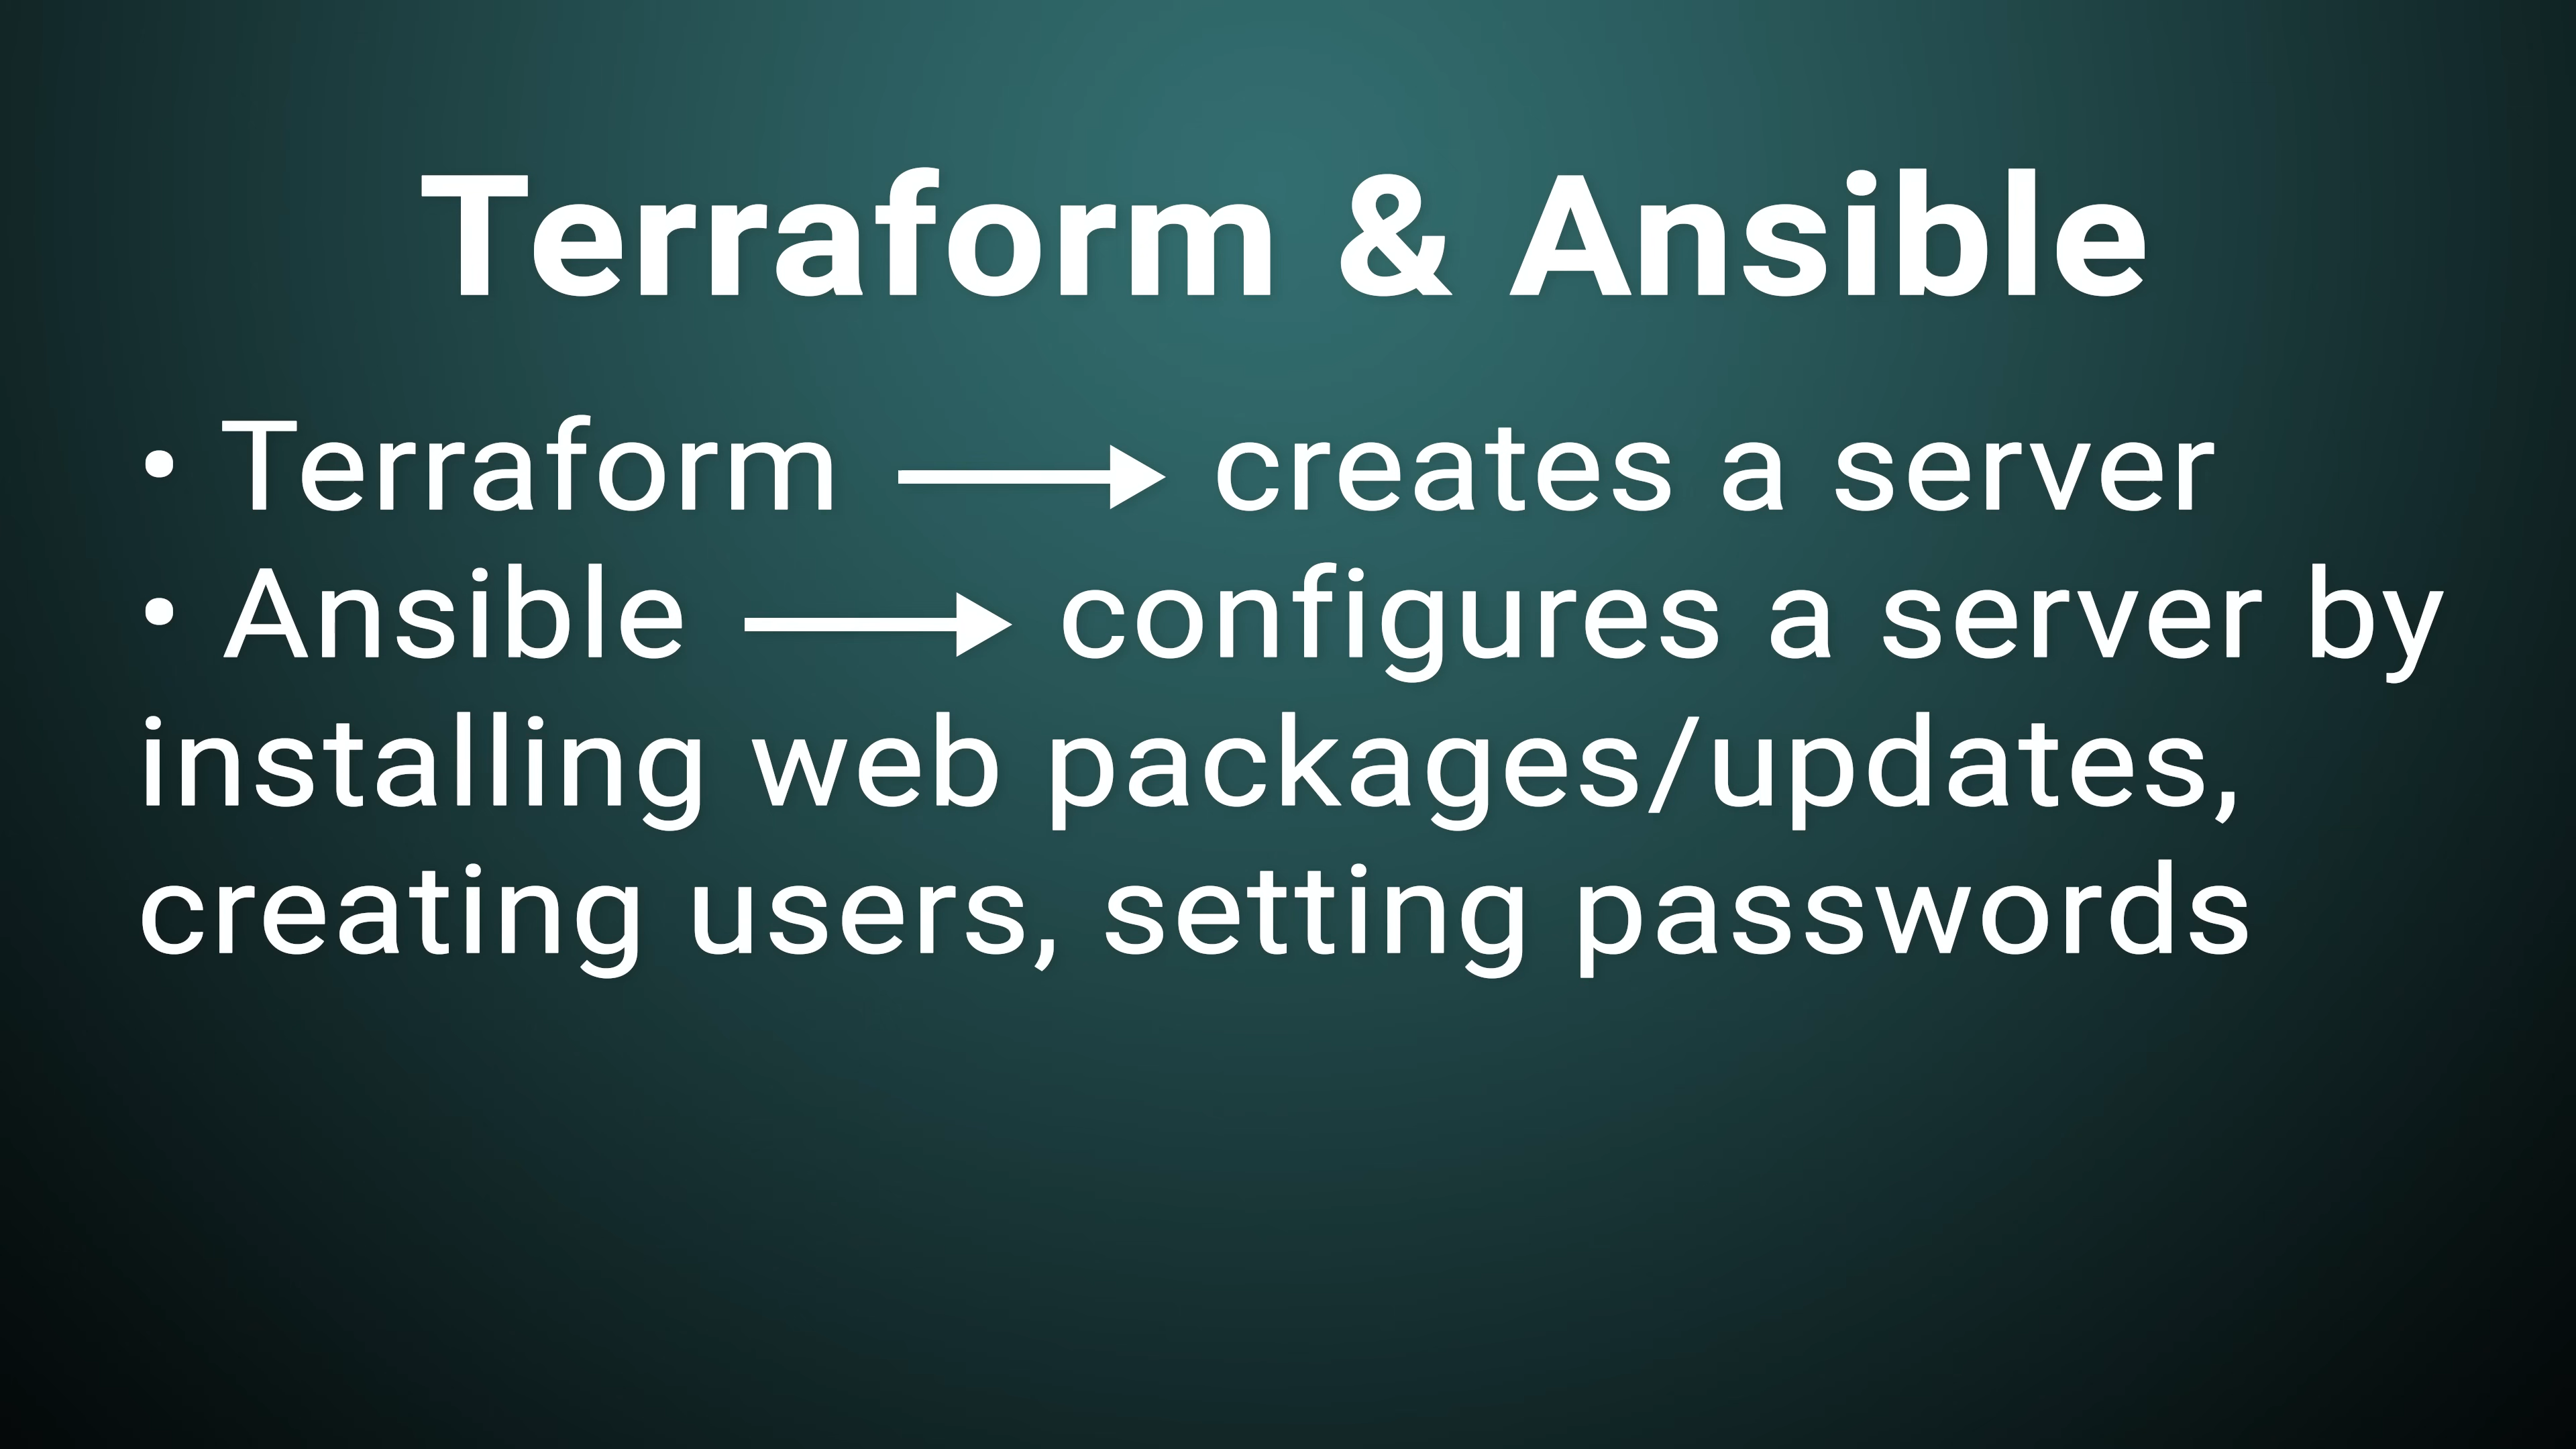 Terraform & Ansible
• Terraform → creates a server
• Ansible → configures a server by
installing web packages/updates,
creating users, setting passwords